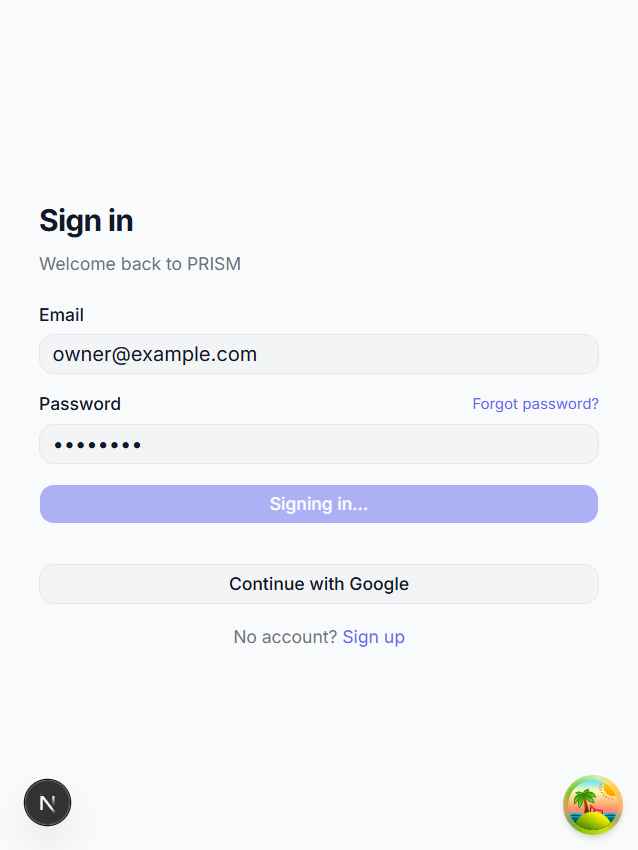 Sign in
Welcome back to PRISM
Email
owner@example.com
Password Forgot password?
••••••••
Signing in...
Continue with Google
No account? Sign up
N